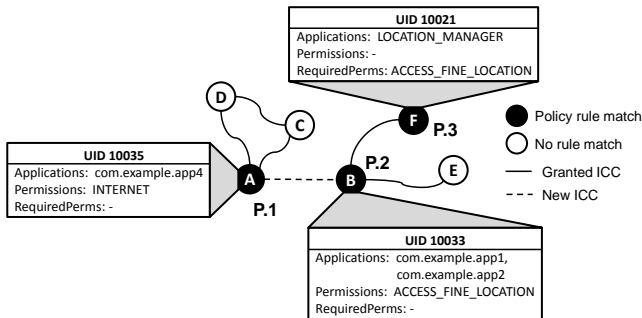 UID 10021
Applications: LOCATION_MANAGER
Permissions: -
RequiredPerms: ACCESS_FINE_LOCATION
D
C
F
P.3
Policy rule match
No rule match
Granted ICC
New ICC
UID 10035
Applications: com.example.app4
Permissions: INTERNET
RequiredPerms: -
A
P.1
P.2
B
E
UID 10033
Applications: com.example.app1,
com.example.app2
Permissions: ACCESS_FINE_LOCATION
RequiredPerms: -